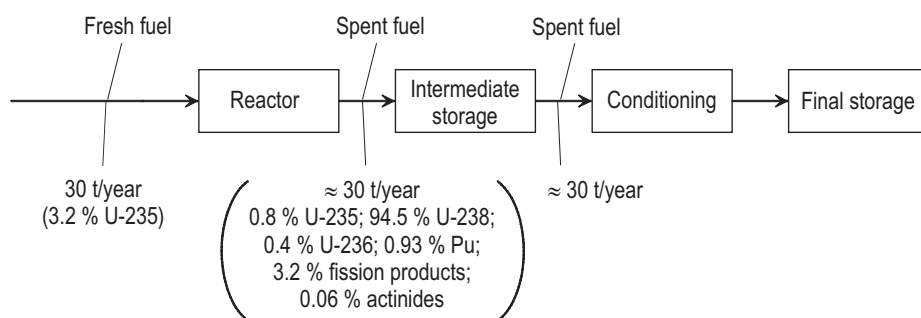 Fresh fuel
Spent fuel
Spent fuel
Reactor
Intermediate
storage
Conditioning
Final storage
30 t/year
(3.2 % U-235)
≈ 30 t/year
0.8 % U-235; 94.5 % U-238;
0.4 % U-236; 0.93 % Pu;
3.2 % fission products;
0.06 % actinides
≈ 30 t/year